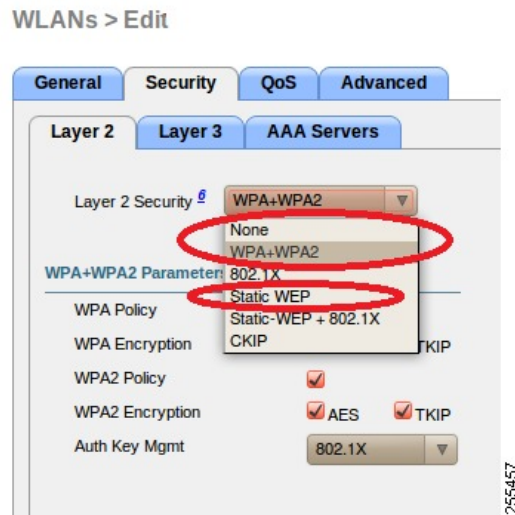 WLANs > Edit
General Security QoS Advanced
Layer 2 Layer 3 AAA Servers
Layer 2 Security 6 WPA+WPA2
None
WPA+WPA2
WPA+WPA2 Parameters 802.1X
Static WEP
WPA Policy
Static-WEP + 802.1X
WPA Encryption TKIP
CKIP
WPA2 Policy
WPA2 Encryption AES TKIP
Auth Key Mgmt 802.1X
255457